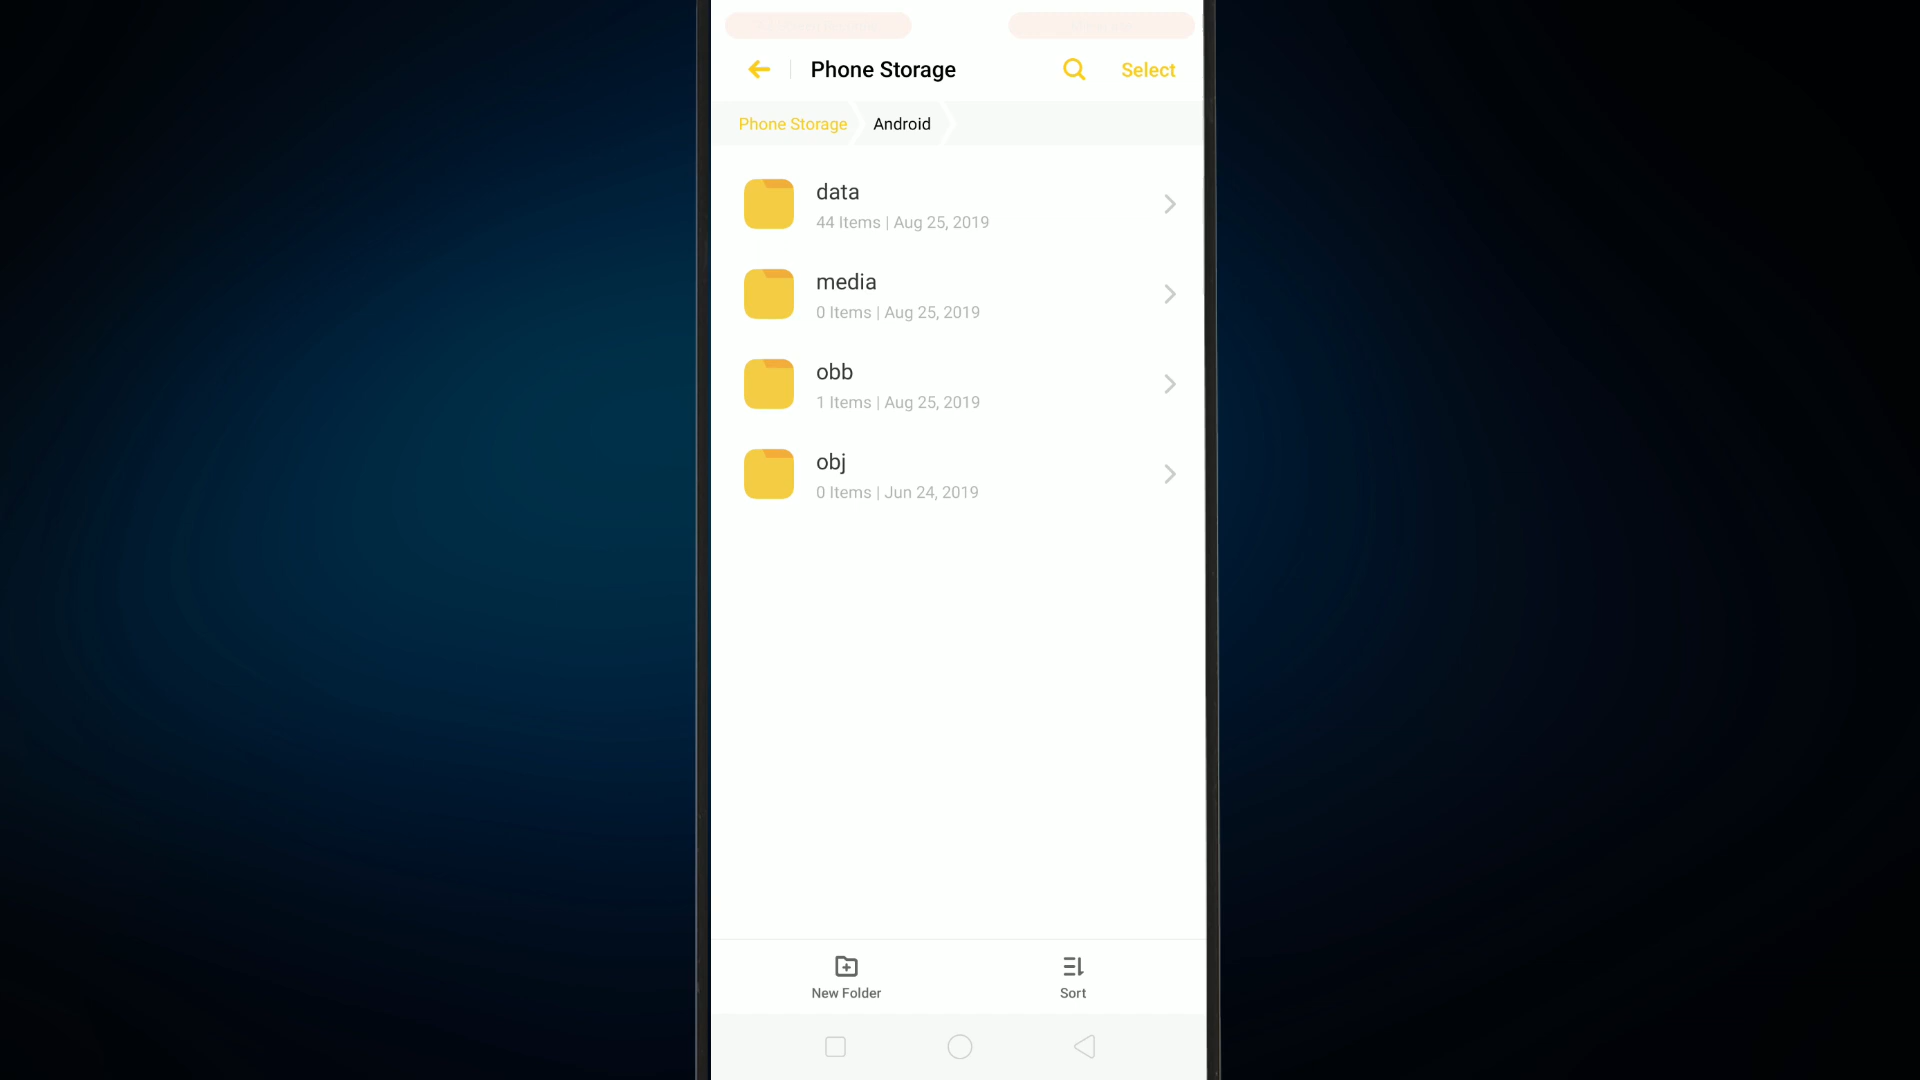 Phone Storage
Select
Phone Storage
Android
data
44 Items | Aug 25, 2019
media
0 Items | Aug 25, 2019
obb
1 Items | Aug 25, 2019
obj
0 Items | Jun 24, 2019
New Folder
Sort